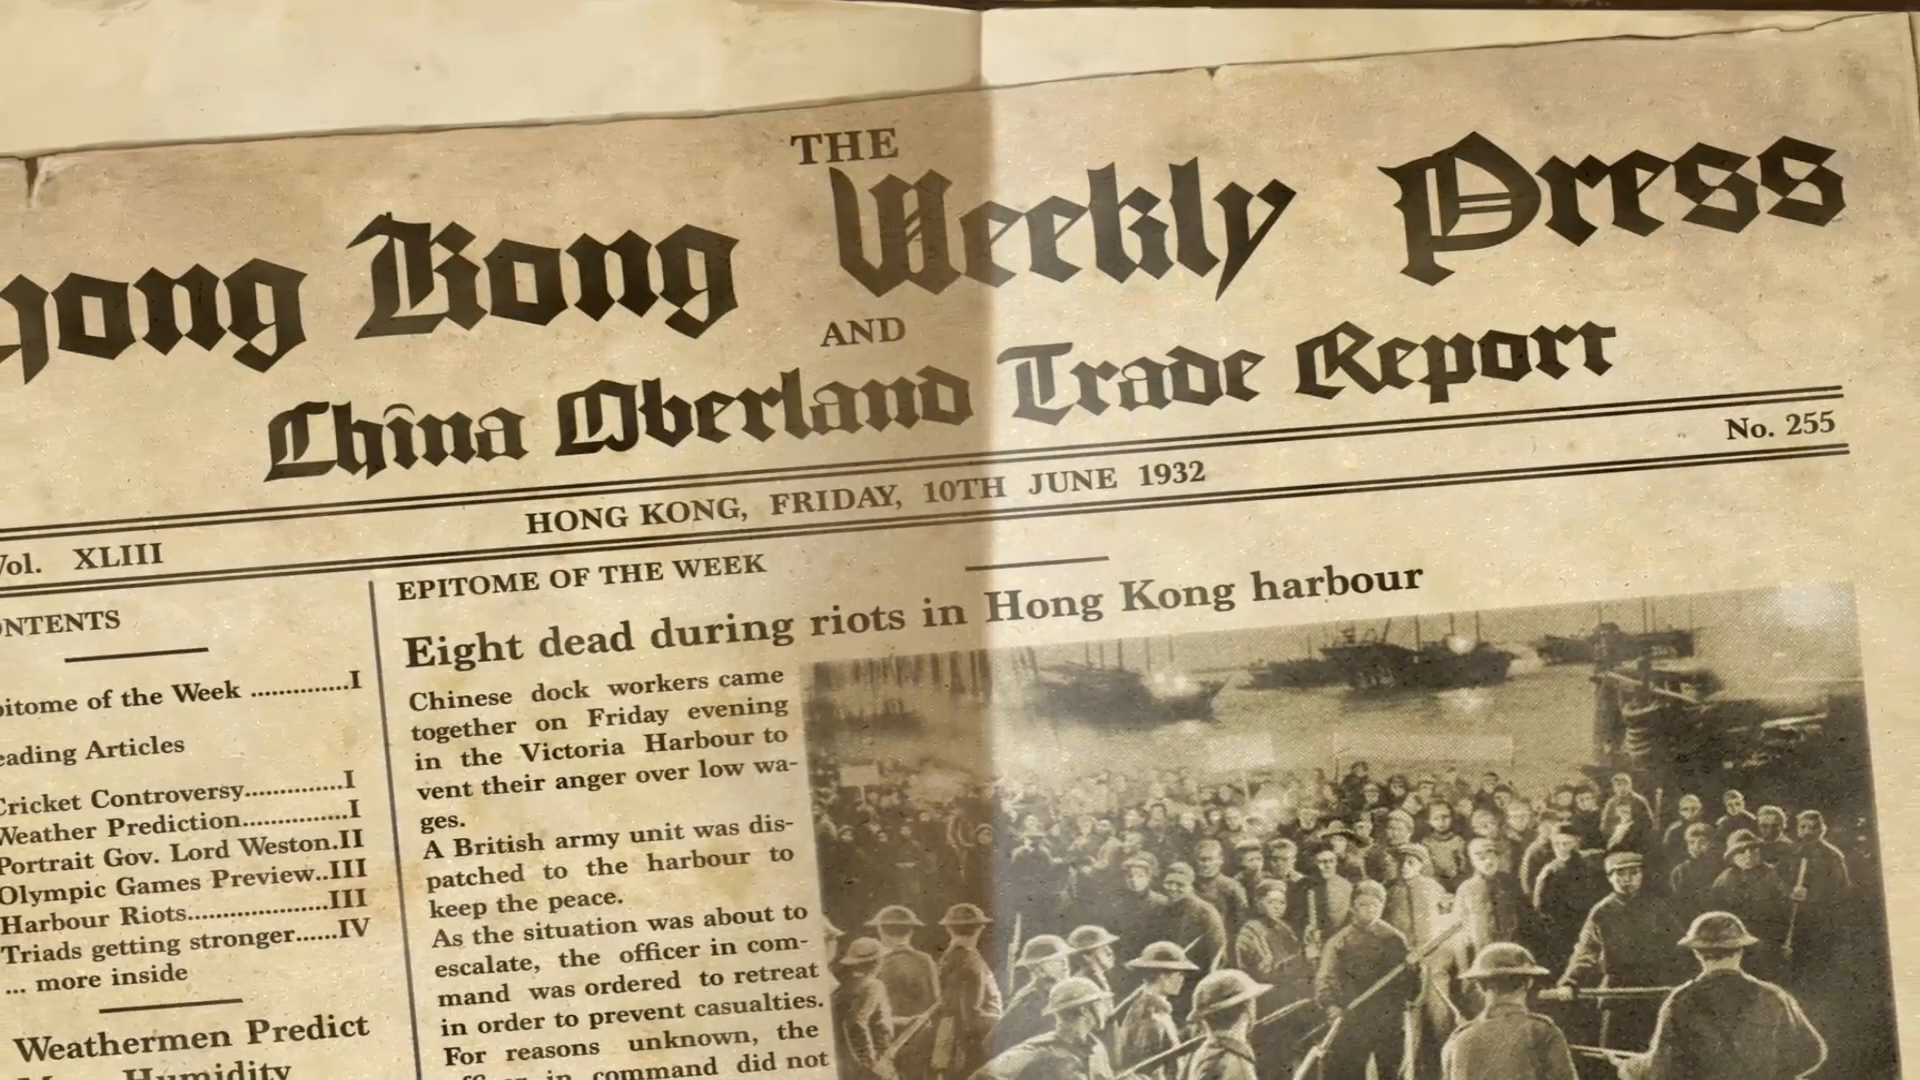 THE
Kong Weekly Press
AND
China Overland Trade Report
No. 255
HONG KONG, FRIDAY, 10TH JUNE 1932
Vol. XLIII
EPITOME OF THE WEEK
Eight dead during riots in Hong Kong harbour
Chinese dock workers came
together on Friday evening
in the Victoria Harbour to
vent their anger over low wa-
ges.
A British army unit was dis-
patched to the harbour to
keep the peace.
As the situation was about to
escalate, the officer in com-
mand was ordered to retreat
in order to prevent casualties.
For reasons unknown, the
in command did not
ONTENTS
pitome of the Week ..............I
eading Articles
Cricket Controversy..............I
Weather Prediction...............I
Portrait Gov. Lord Weston.II
Olympic Games Preview..III
Harbour Riots.....................III
Triads getting stronger......IV
... more inside
Weathermen Predict
Humidity